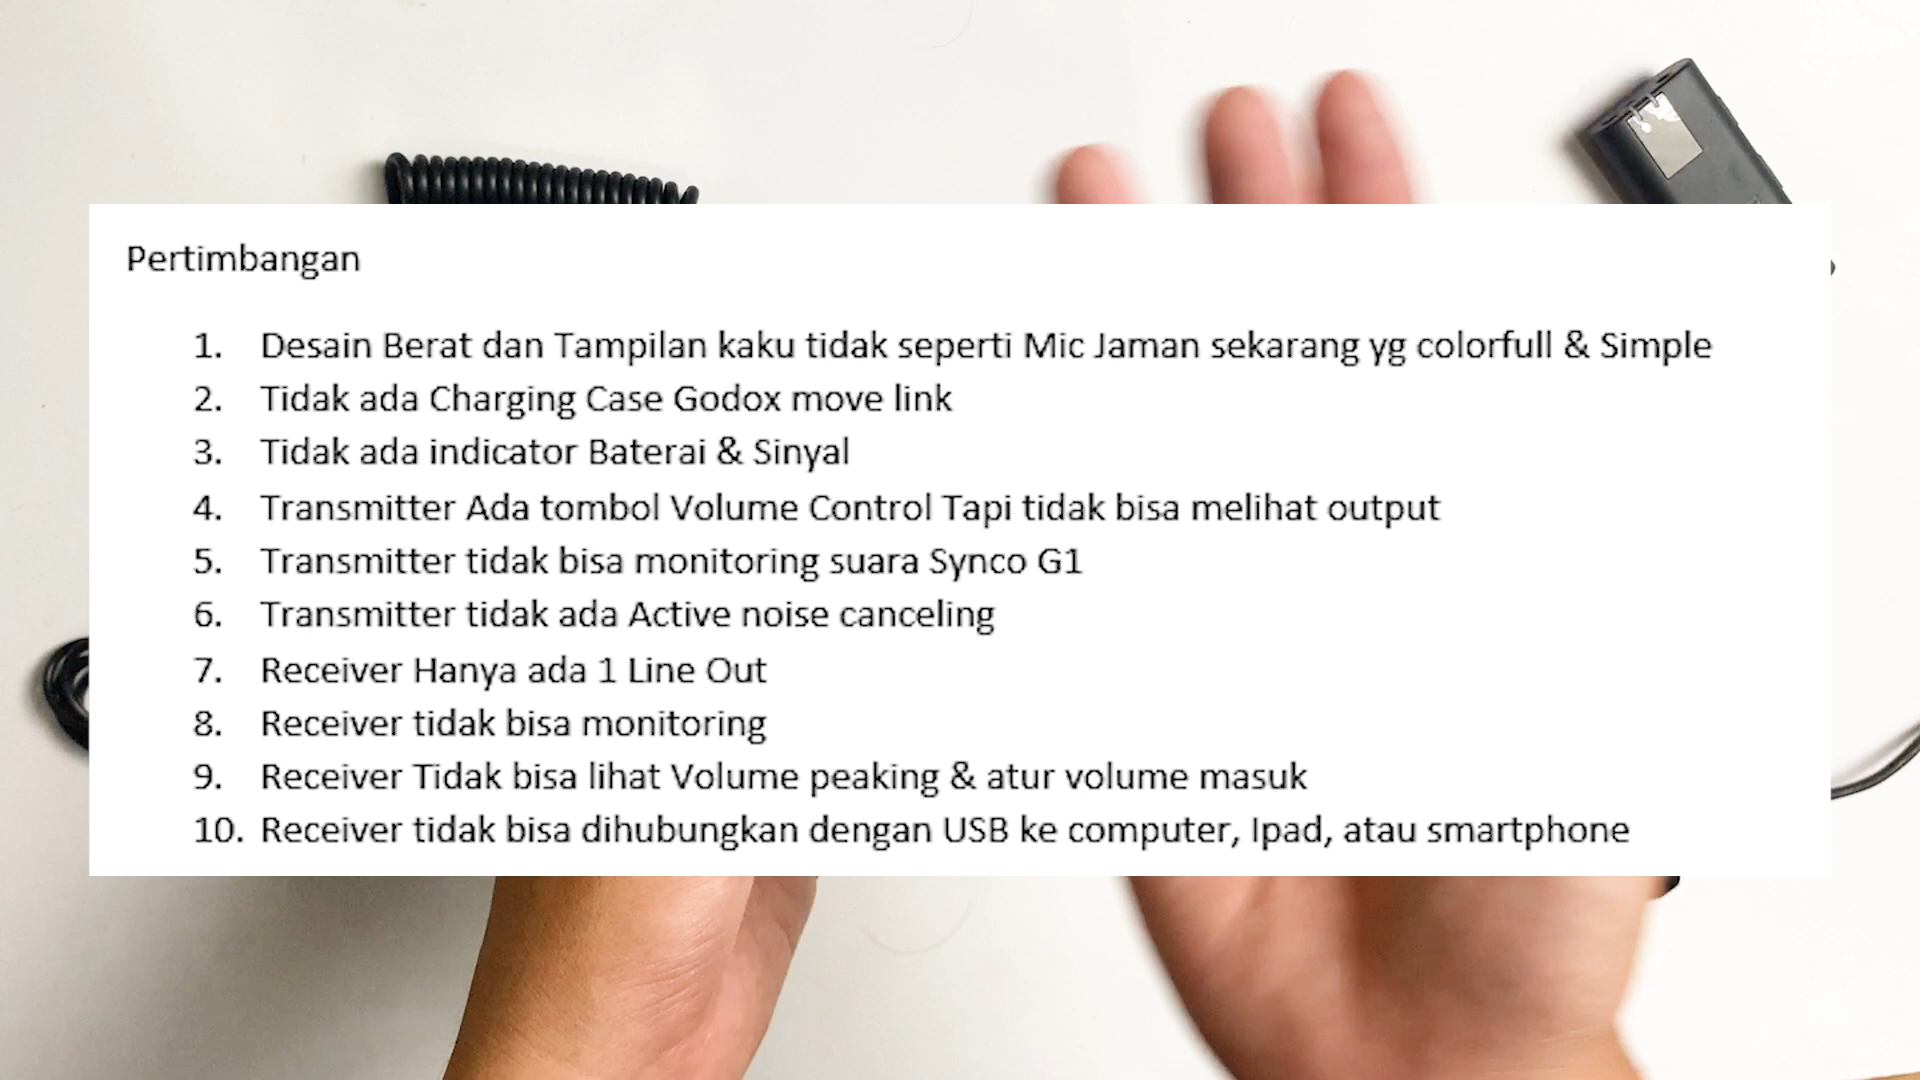 Pertimbangan
1. Desain Berat dan Tampilan kaku tidak seperti Mic Jaman sekarang yg colorfull & Simple
2. Tidak ada Charging Case Godox move link
3. Tidak ada indicator Baterai & Sinyal
4. Transmitter Ada tombol Volume Control Tapi tidak bisa melihat output
5. Transmitter tidak bisa monitoring suara Synco G1
6. Transmitter tidak ada Active noise canceling
7. Receiver Hanya ada 1 Line Out
8. Receiver tidak bisa monitoring
9. Receiver Tidak bisa lihat Volume peaking & atur volume masuk
10. Receiver tidak bisa dihubungkan dengan USB ke computer, Ipad, atau smartphone